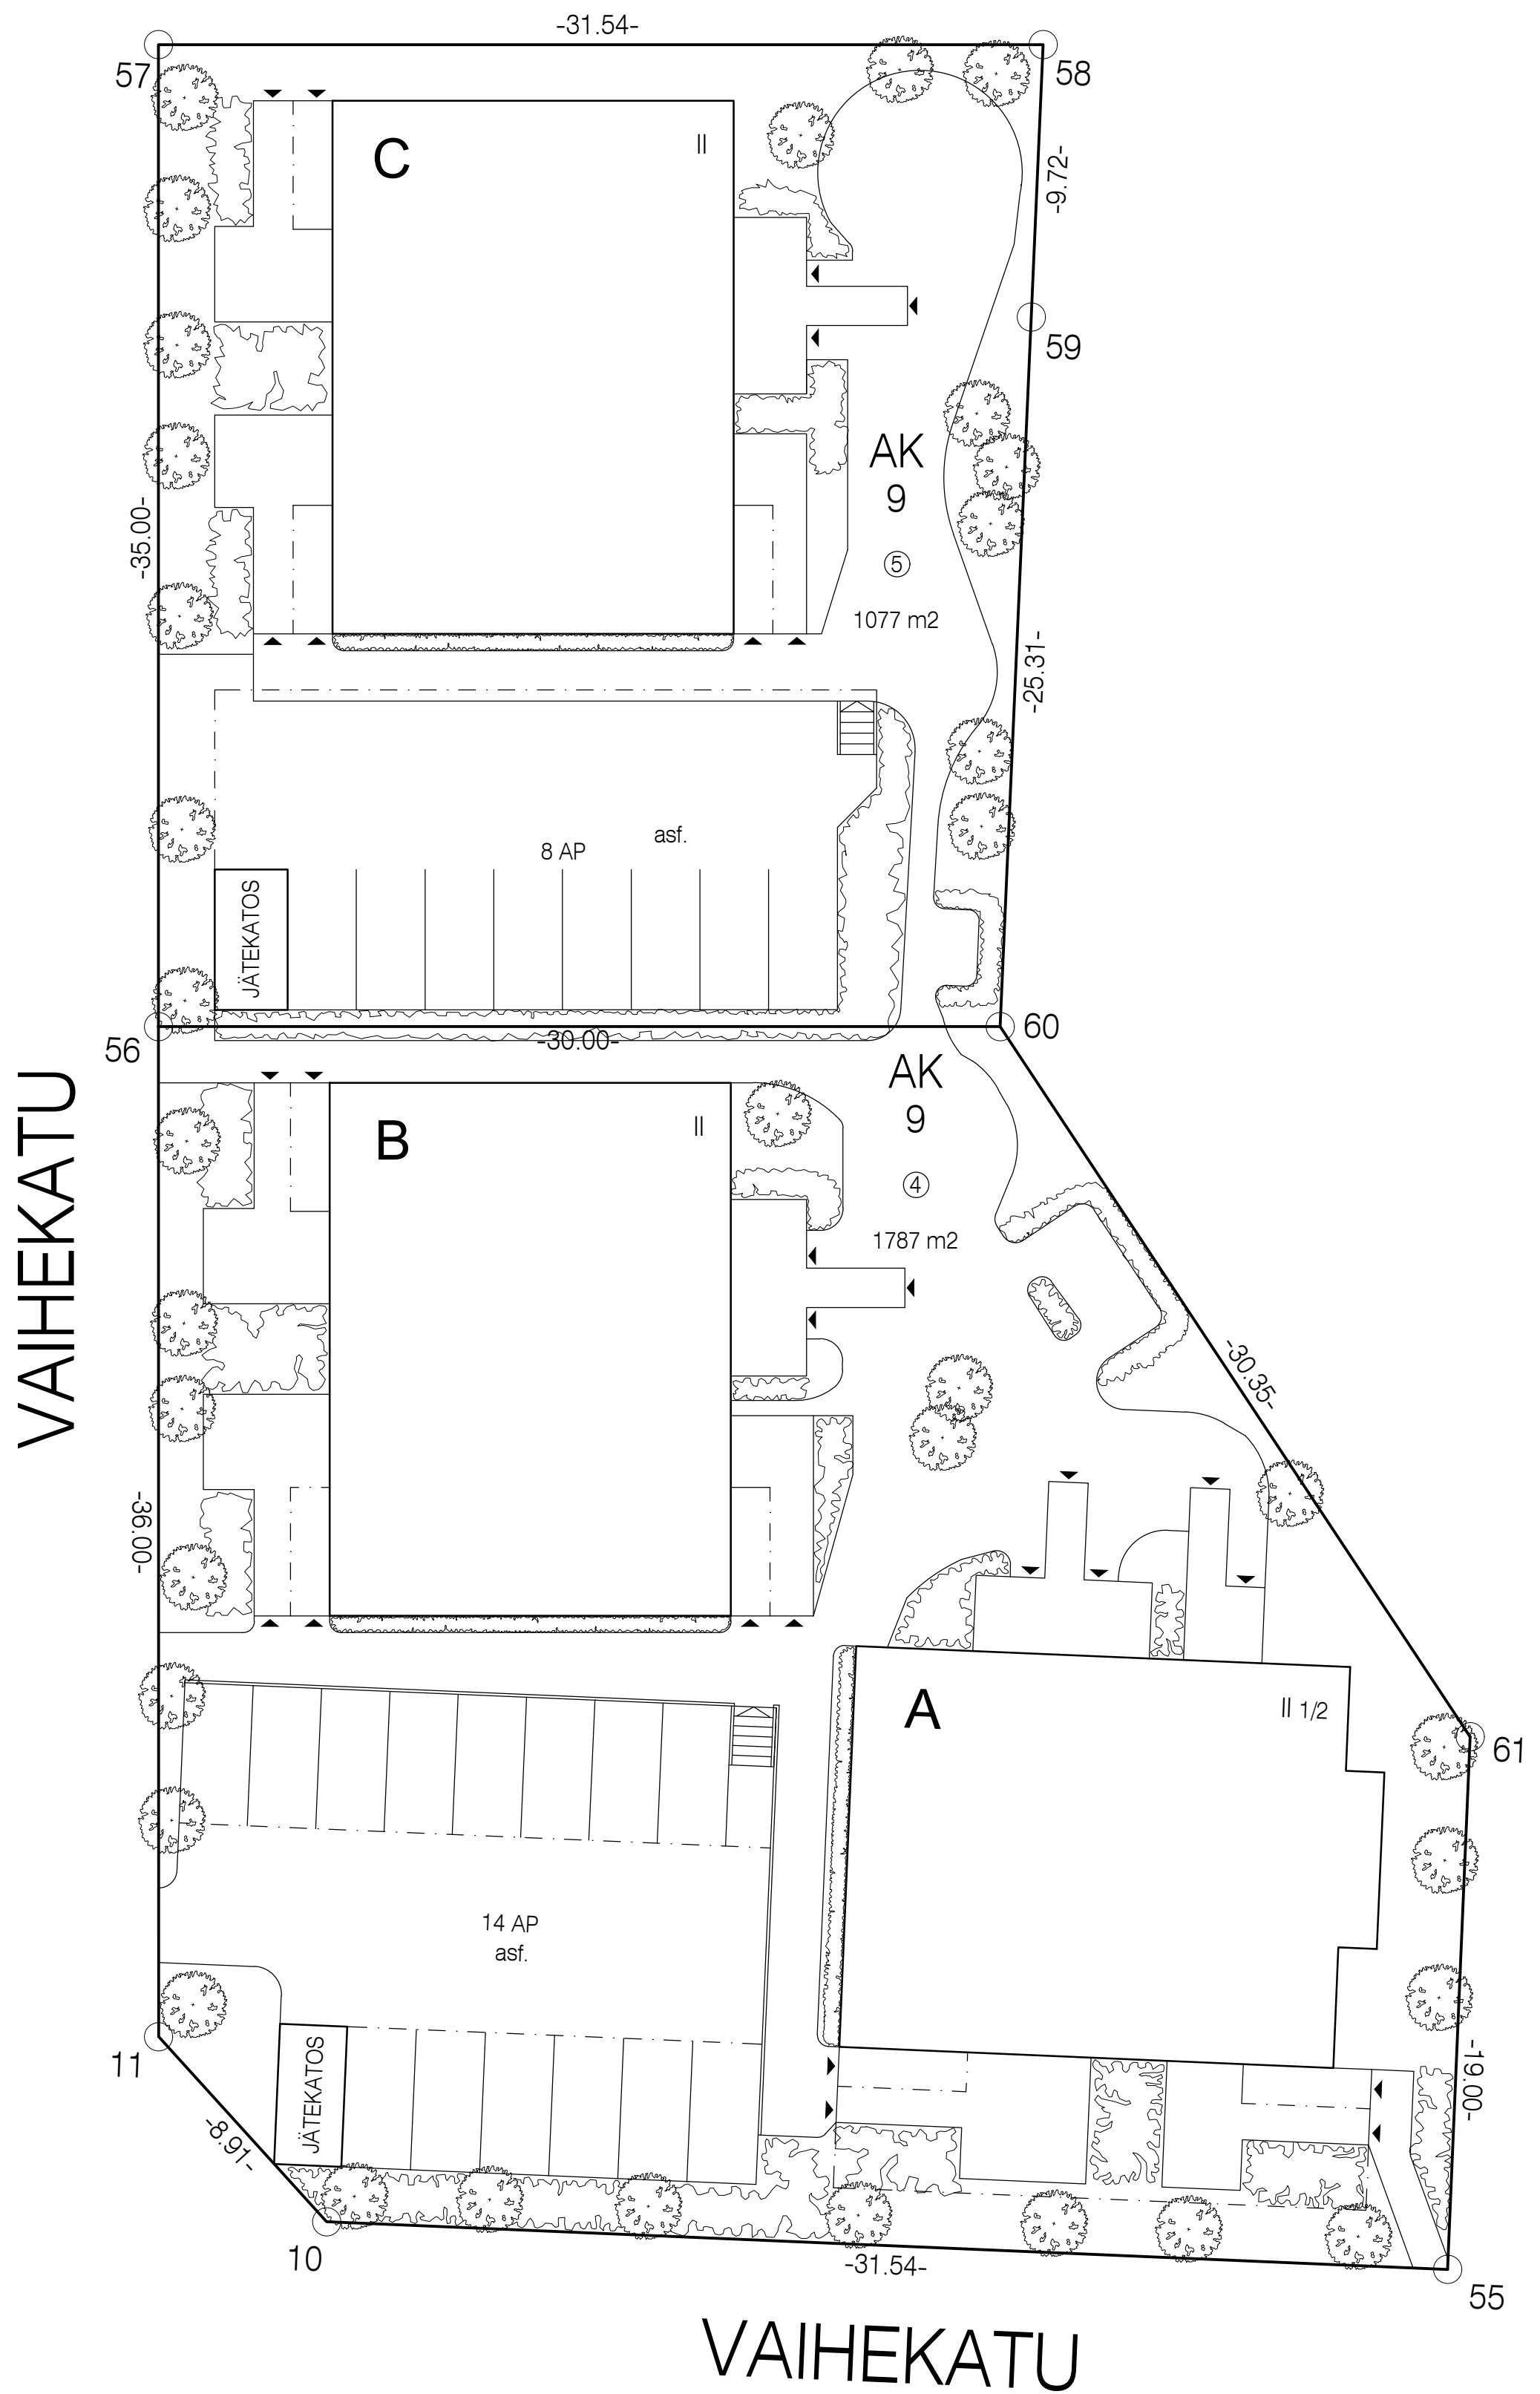 -31.54-
57
58
C
II
-9.72-
59
AK
9
5
1077 m2
-35.00-
-25.31-
8 AP
asf.
JÄTEKATOS
56
-30.00-
60
AK
9
4
1787 m2
B
II
VAIHEKATU
-30.35-
-36.00-
A
II 1/2
61
14 AP
asf.
11
JÄTEKATOS
-8.91-
-19.00-
10
-31.54-
55
VAIHEKATU